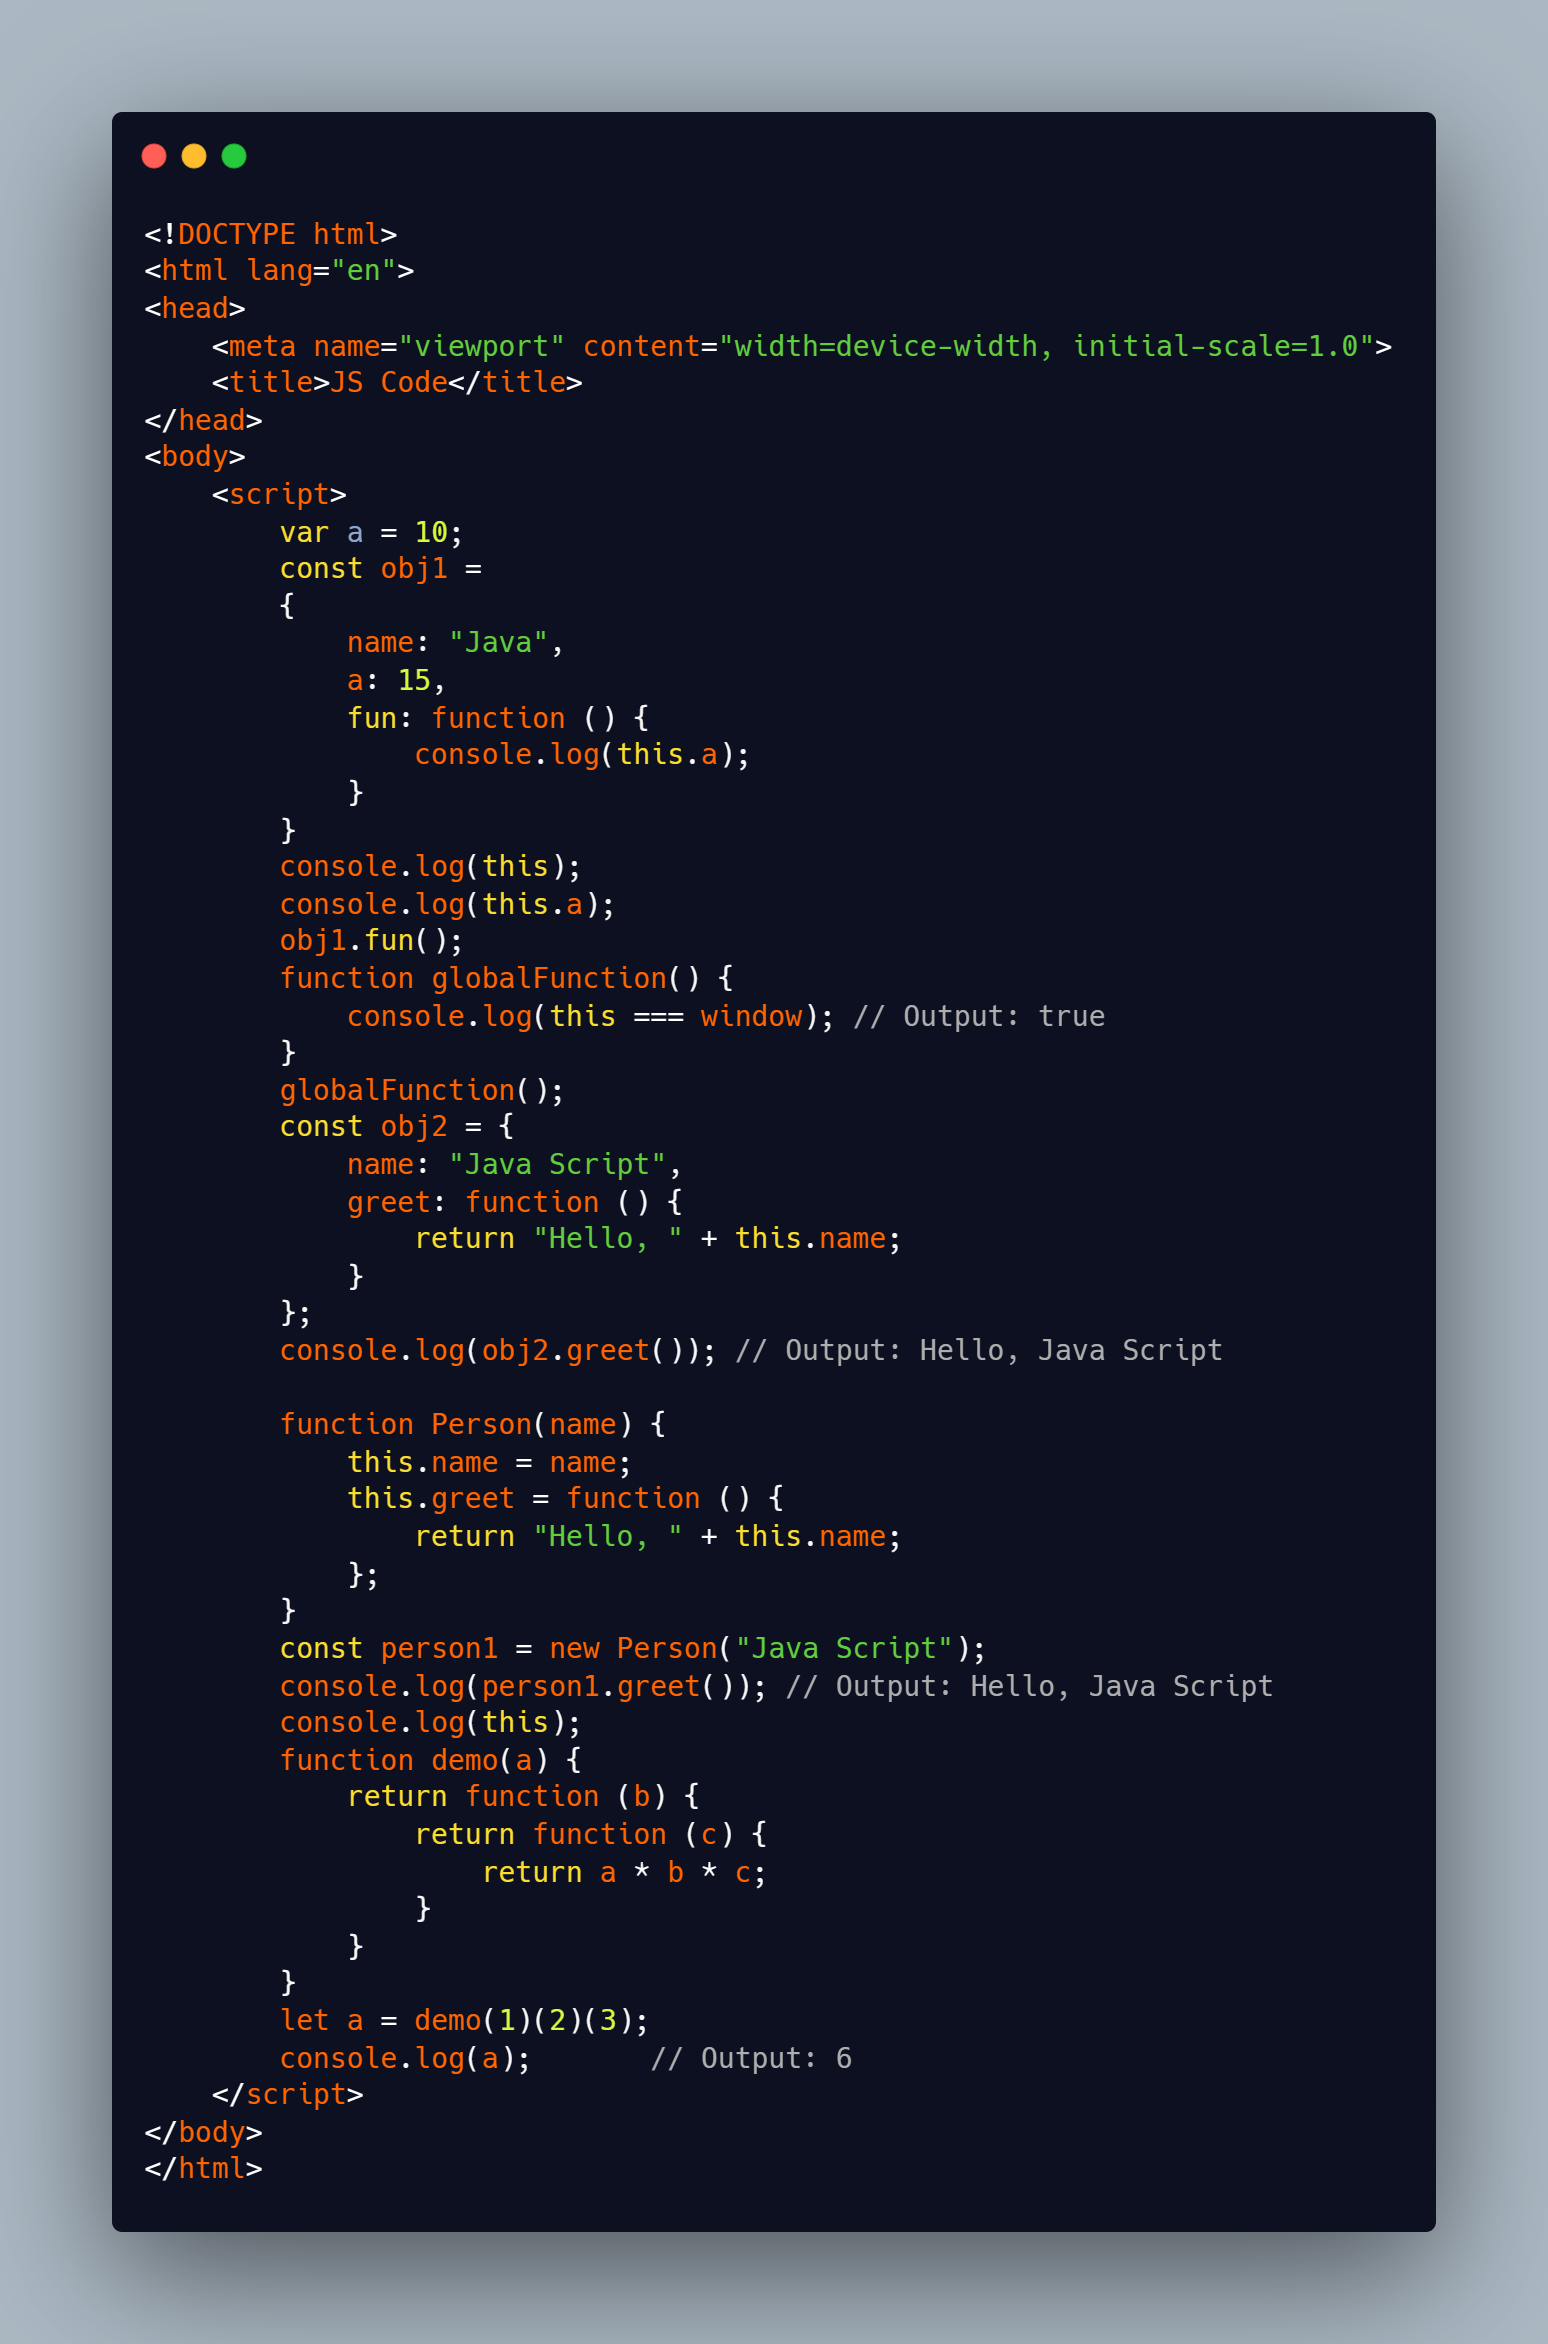 <!DOCTYPE html>
<html lang="en">
<head>
    <meta name="viewport" content="width=device-width, initial-scale=1.0">
    <title>JS Code</title>
</head>
<body>
    <script>
        var a = 10;
        const obj1 =
        {
            name: "Java",
            a: 15,
            fun: function () {
                console.log(this.a);
            }
        }
        console.log(this);
        console.log(this.a);
        obj1.fun();
        function globalFunction() {
            console.log(this === window); // Output: true
        }
        globalFunction();
        const obj2 = {
            name: "Java Script",
            greet: function () {
                return "Hello, " + this.name;
            }
        };
        console.log(obj2.greet()); // Output: Hello, Java Script

        function Person(name) {
            this.name = name;
            this.greet = function () {
                return "Hello, " + this.name;
            };
        }
        const person1 = new Person("Java Script");
        console.log(person1.greet()); // Output: Hello, Java Script
        console.log(this);
        function demo(a) {
            return function (b) {
                return function (c) {
                    return a * b * c;
                }
            }
        }
        let a = demo(1)(2)(3);
        console.log(a);       // Output: 6
    </script>
</body>
</html>